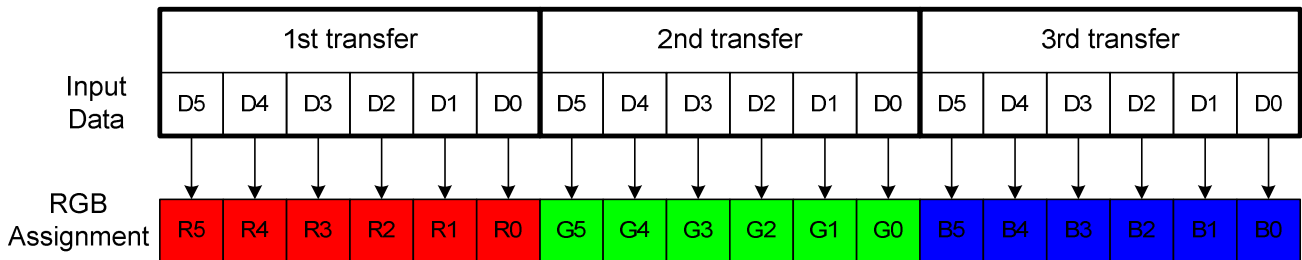 1st transfer 2nd transfer 3rd transfer
Input
Data
D5 D4 D3 D2 D1 D0 D5 D4 D3 D2 D1 D0 D5 D4 D3 D2 D1 D0
RGB
Assignment
R5 R4 R3 R2 R1 R0 G5 G4 G3 G2 G1 G0 B5 B4 B3 B2 B1 B0